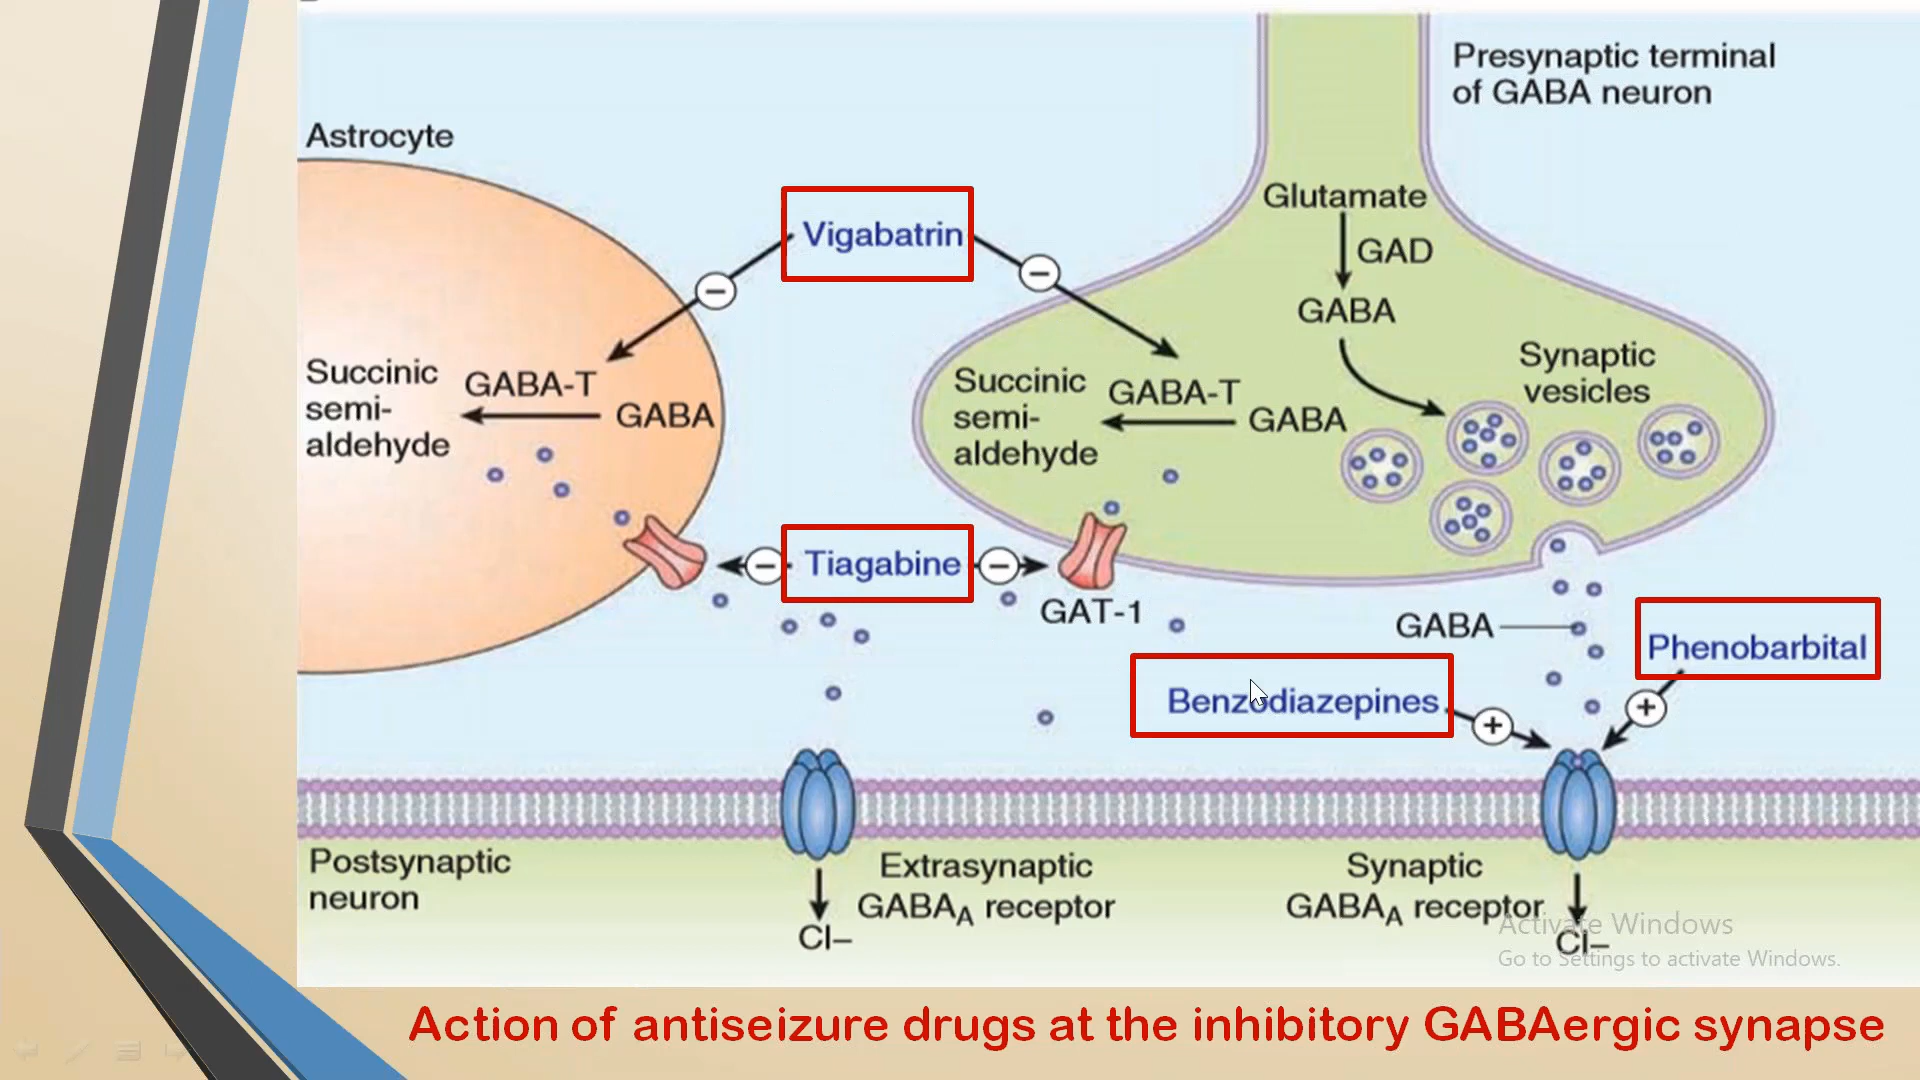 Presynaptic terminal
of GABA neuron
Astrocyte
Vigabatrin
Glutamate
GAD
GABA
Synaptic
vesicles
Succinic
semi-
aldehyde
GABA-T
GABA
Succinic
semi-
aldehyde
GABA-T
GABA
−
−
Tiagabine
−
−
GAT-1
GABA
Phenobarbital
Benzodiazepines
+
+
Postsynaptic
neuron
Extrasynaptic
GABAA receptor
Cl–
Synaptic
GABAA receptor
Cl–
Activate Windows
Go to Settings to activate Windows.
Action of antiseizure drugs at the inhibitory GABAergic synapse